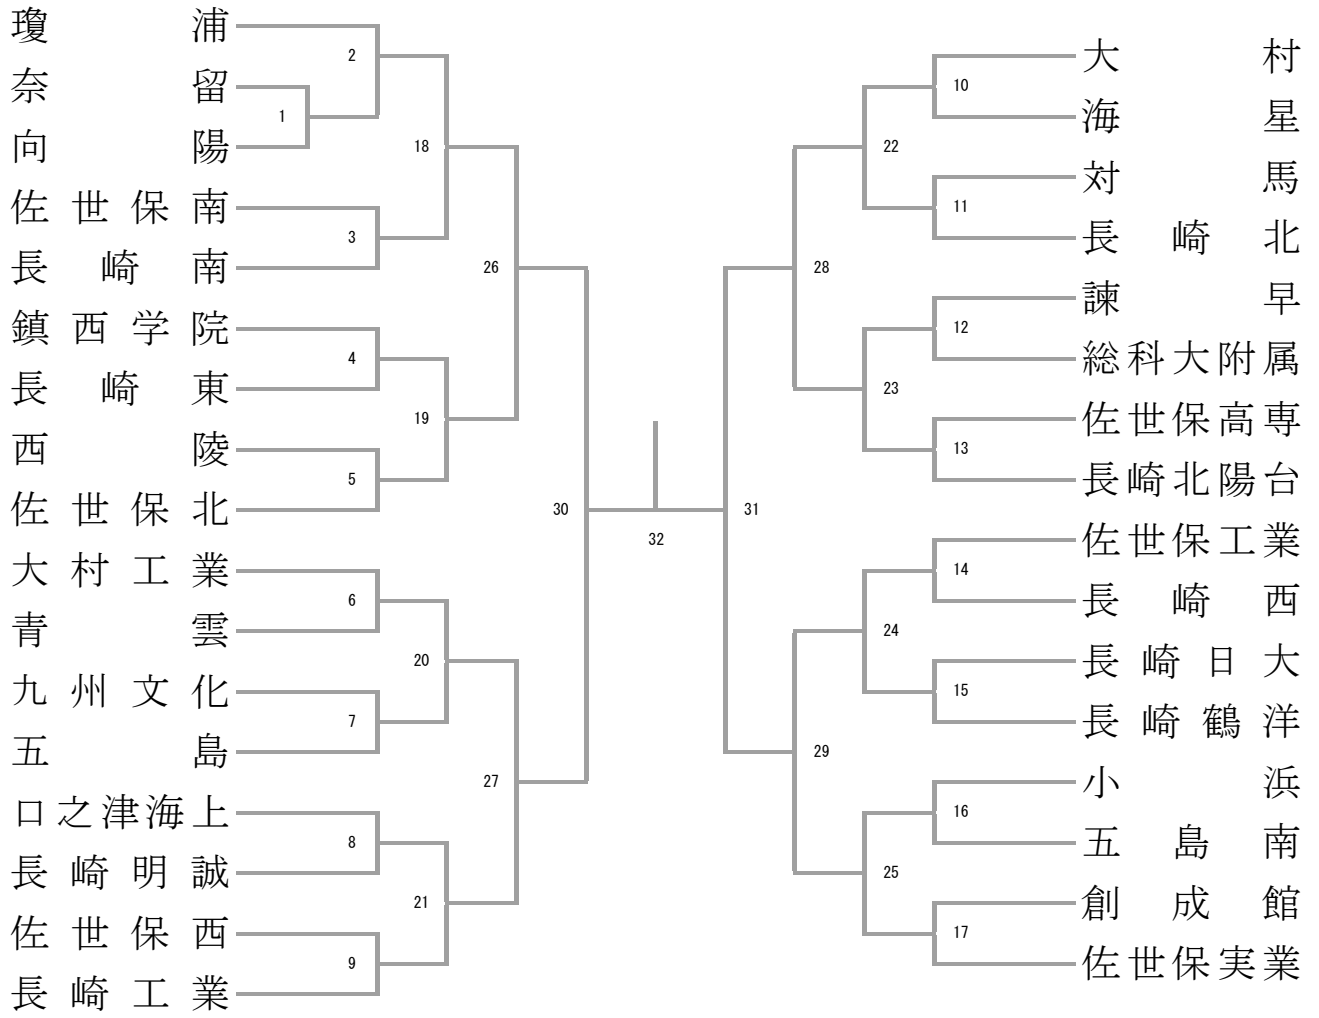 瓊浦
奈留
向陽
佐世保南
長崎南
鎮西学院
長崎東
西陵
佐世保北
大村工業
青雲
九州文化
五島
口之津海上
長崎明誠
佐世保西
長崎工業
1
2
3
4
5
6
7
8
9
18
19
20
21
26
27
30
32
31
28
29
22
23
24
25
10
11
12
13
14
15
16
17
大村
海星
対馬
長崎北
諫早
総科大附属
佐世保高専
長崎北陽台
佐世保工業
長崎西
長崎日大
長崎鶴洋
小浜
五島南
創成館
佐世保実業